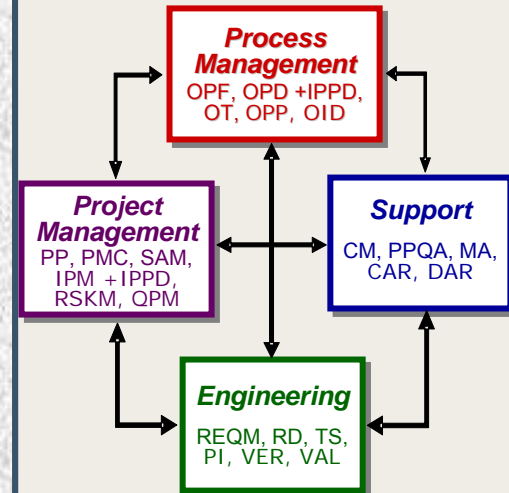 Process
Management
OPF, OPD +IPPD,
OT, OPP, OID
Project
Management
PP, PMC, SAM,
IPM +IPPD,
RSKM, QPM
Support
CM, PPQA, MA,
CAR, DAR
Engineering
REQM, RD, TS,
PI, VER, VAL